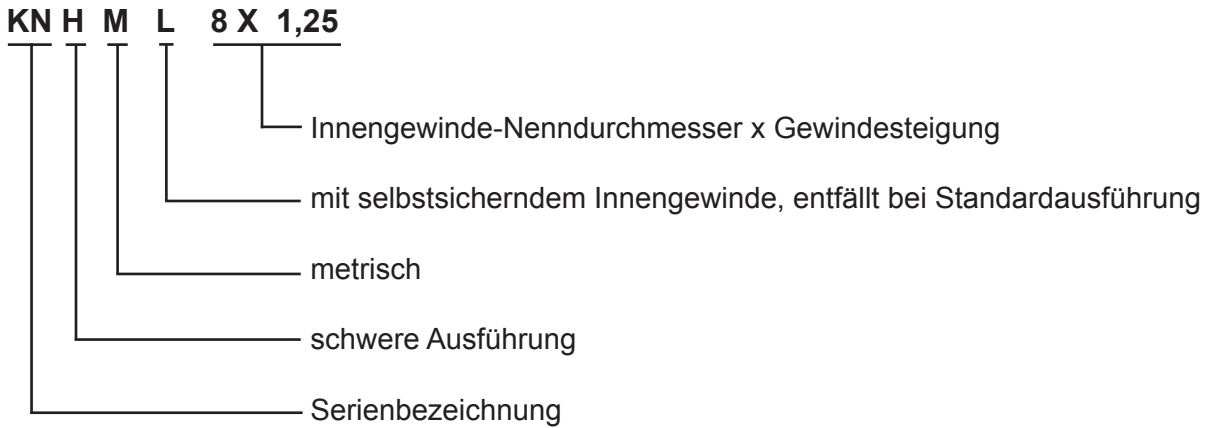 KN H M L 8 X 1,25
Innengewinde-Nenndurchmesser x Gewindesteigung
mit selbstsicherndem Innengewinde, entfällt bei Standardausführung
metrisch
schwere Ausführung
Serienbezeichnung